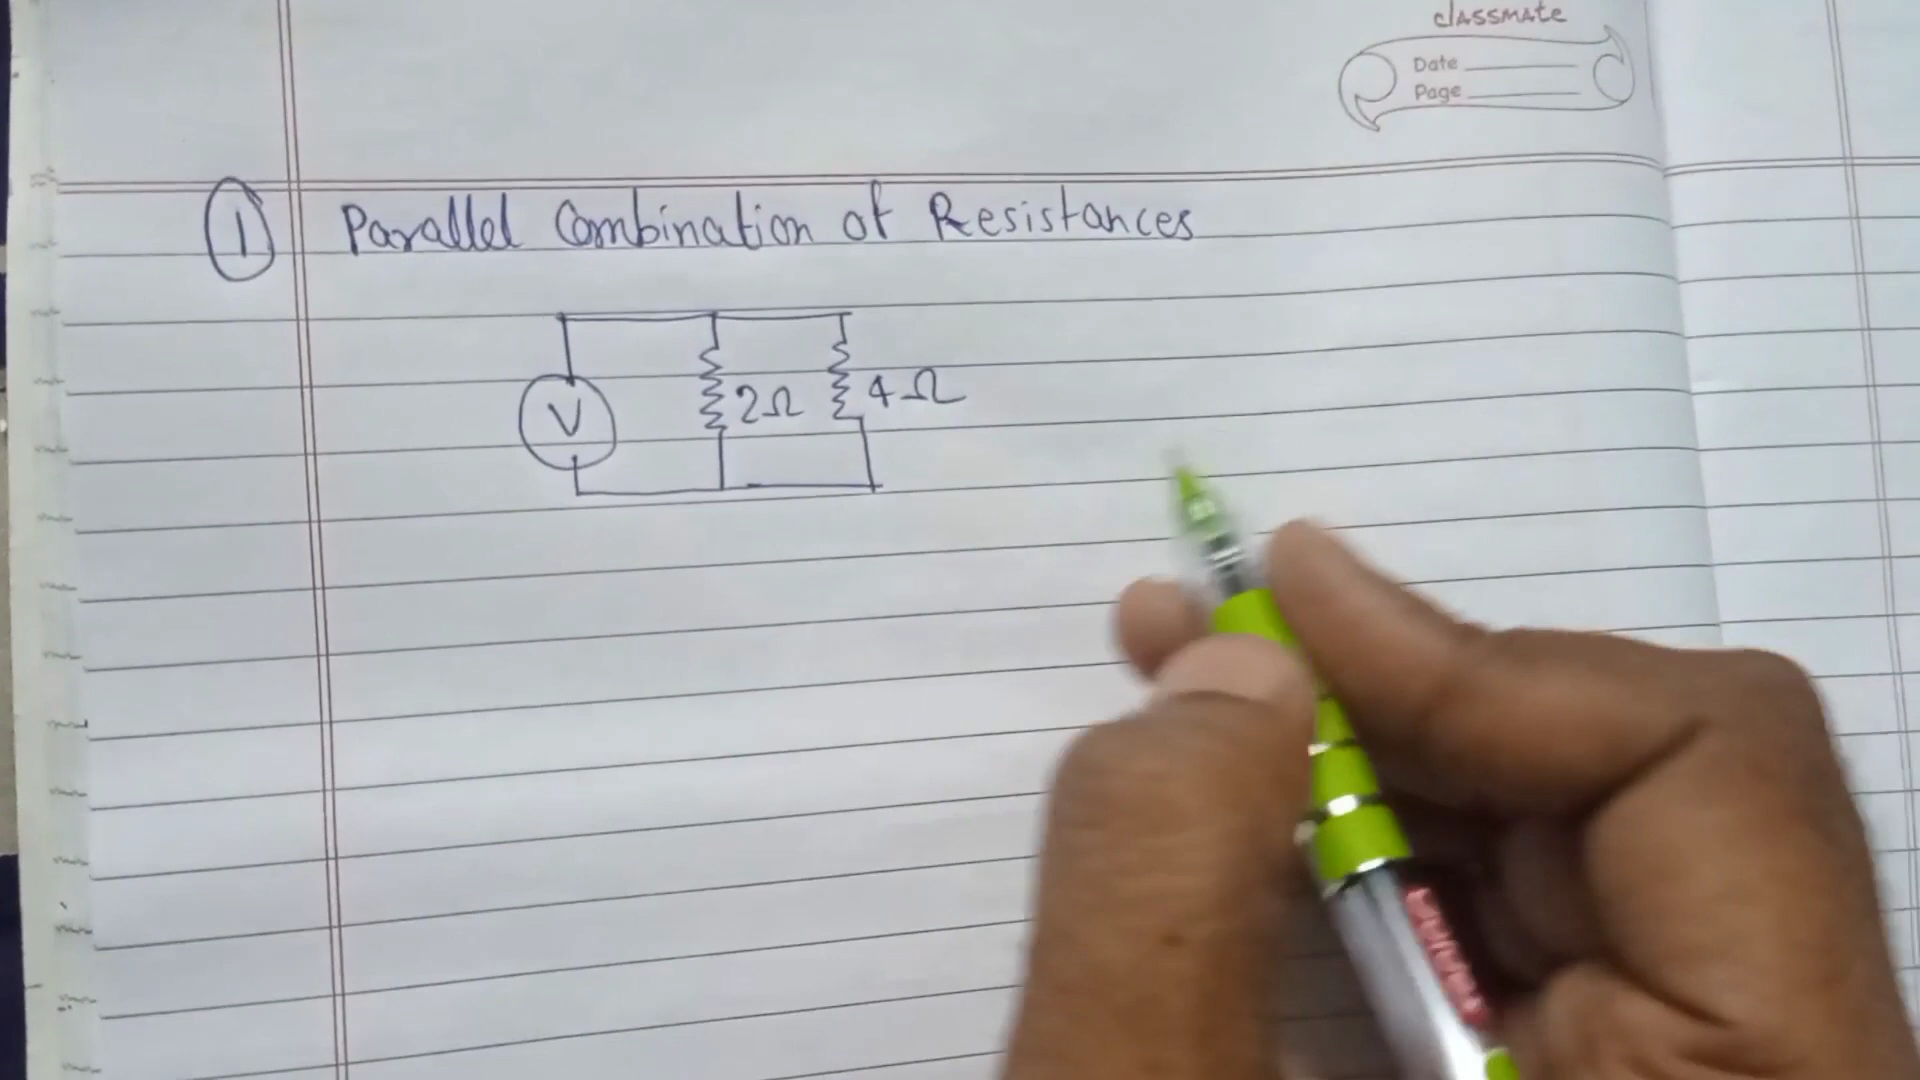 classmate
Date
Page
1 Parallel Combination of Resistances
V 2Ω 4Ω